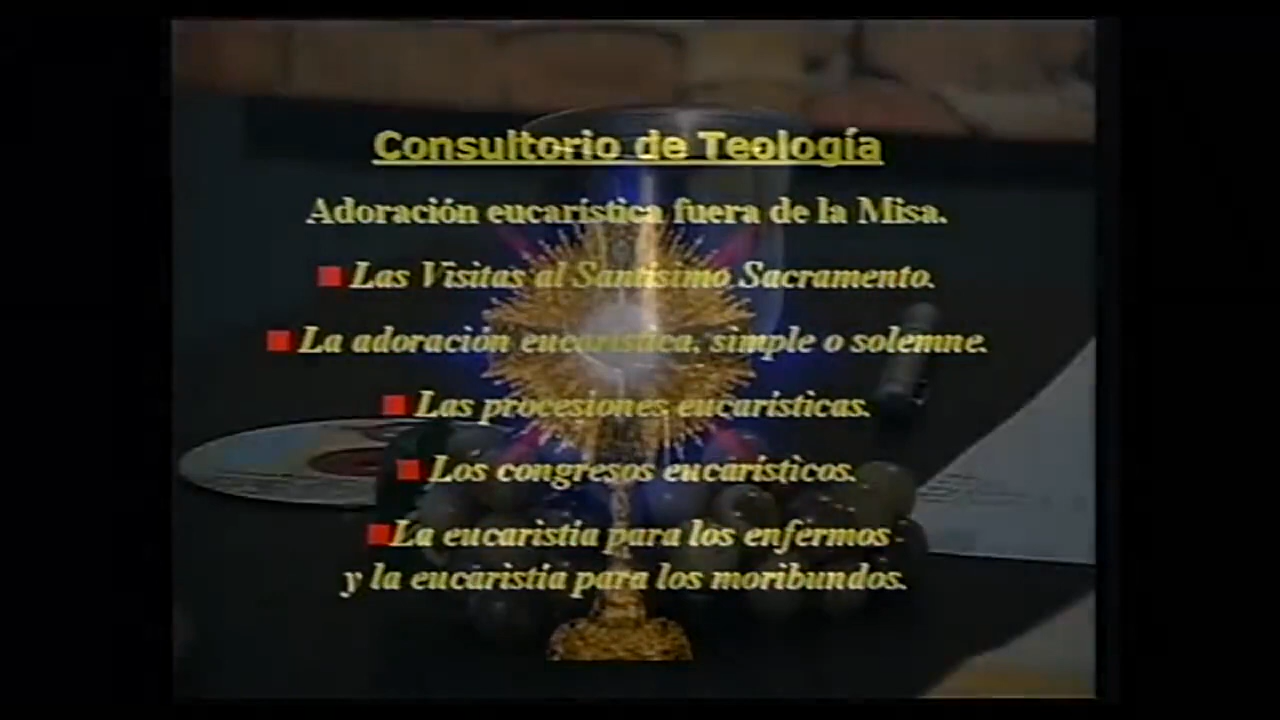 Consultorio de Teología
Adoración eucarística fuera de la Misa.
Las Visitas al Santísimo Sacramento.
La adoración eucarística, simple o solemne.
Las procesiones eucarísticas.
Los congresos eucarísticos.
La eucaristía para los enfermos
y la eucaristía para los moribundos.